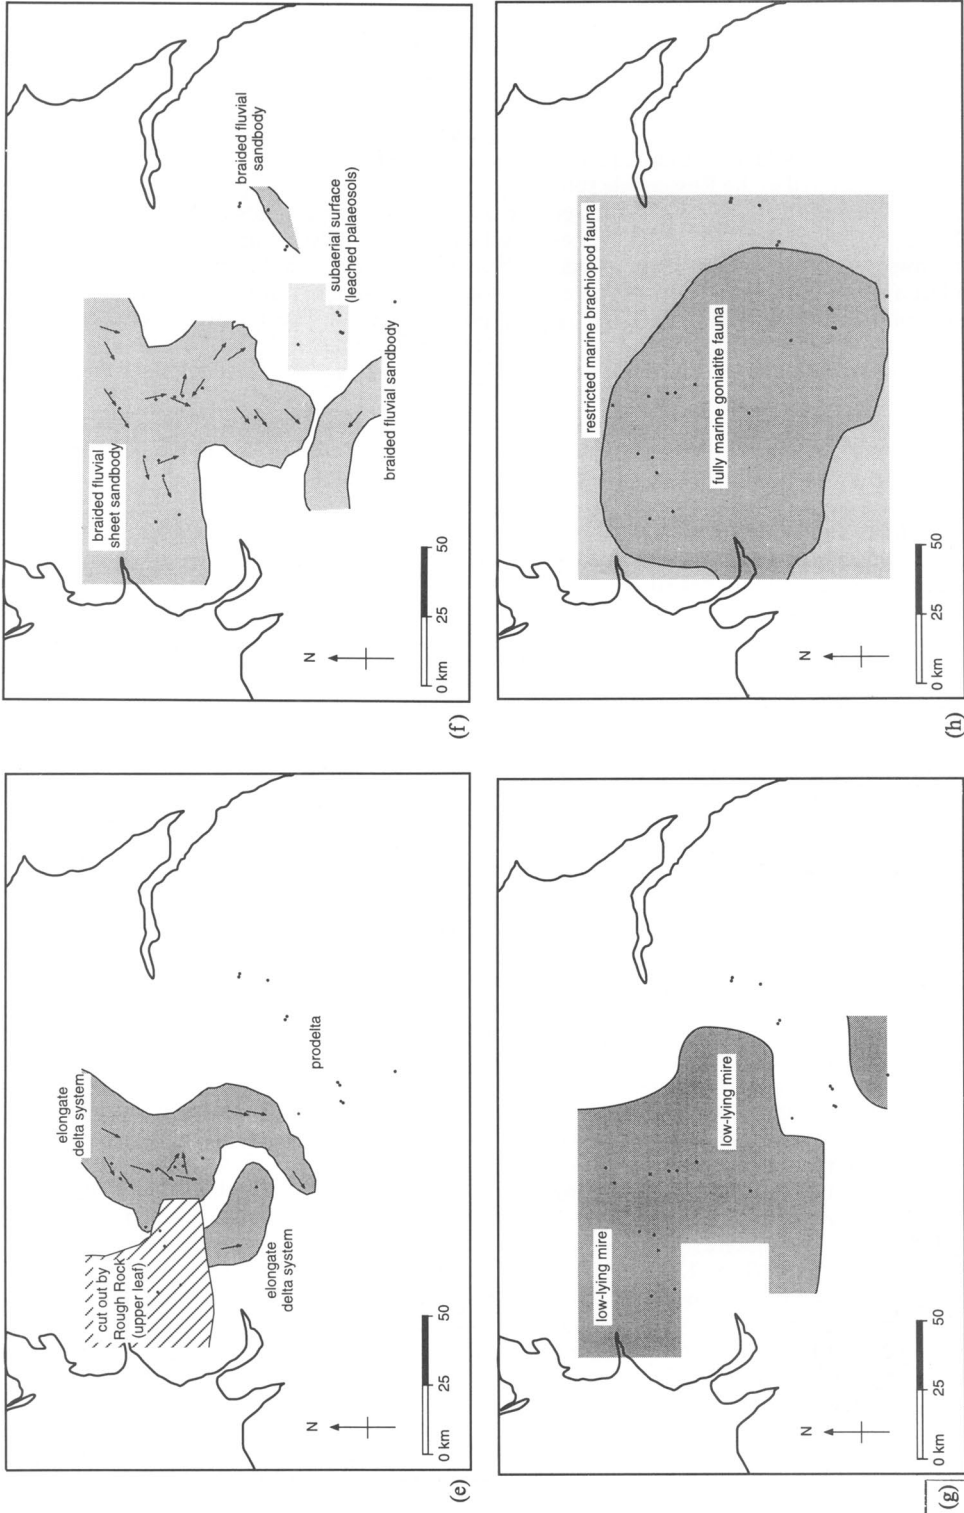 (e)
elongate
delta system
cut out by
Rough Rock
(upper leaf)
elongate
delta system
prodelta
N
0 km
25
50
(f)
braided fluvial
sheet sandbody
braided fluvial
sandbody
subaerial surface
(leached palaeosols)
braided fluvial sandbody
N
0 km
25
50
(g)
low-lying mire
low-lying mire
N
0 km
25
50
(h)
restricted marine brachiopod fauna
fully marine goniatite fauna
N
0 km
25
50